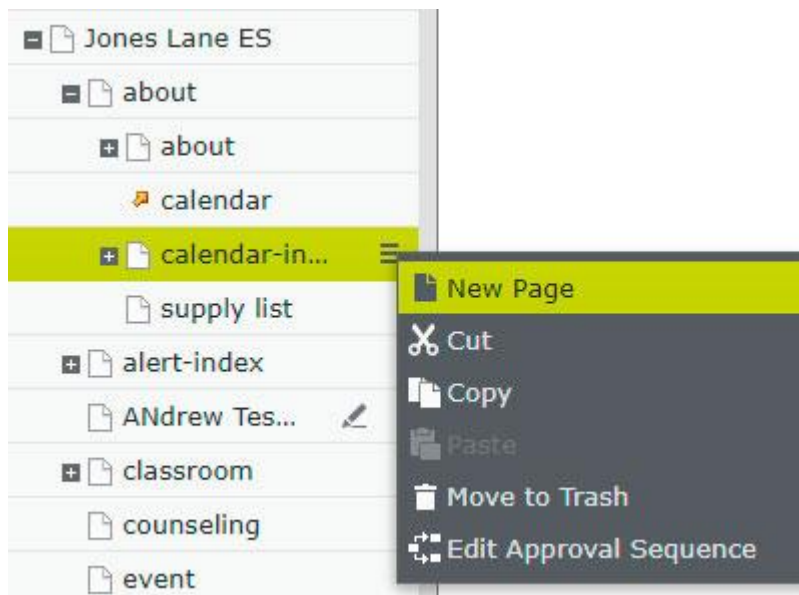 Jones Lane ES
about
about
calendar
calendar-in...
supply list
alert-index
ANdrew Tes...
classroom
counseling
event
New Page
Cut
Copy
Paste
Move to Trash
Edit Approval Sequence